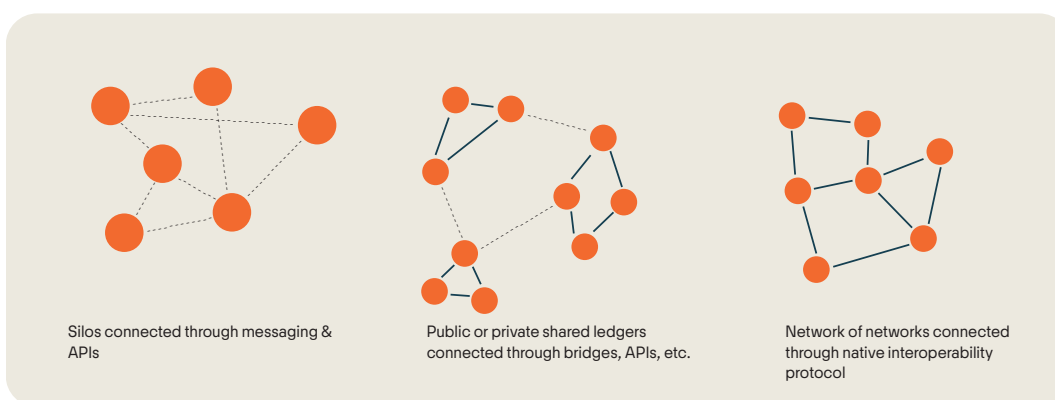 Silos connected through messaging &
APIs
Public or private shared ledgers
connected through bridges, APIs, etc.
Network of networks connected
through native interoperability
protocol